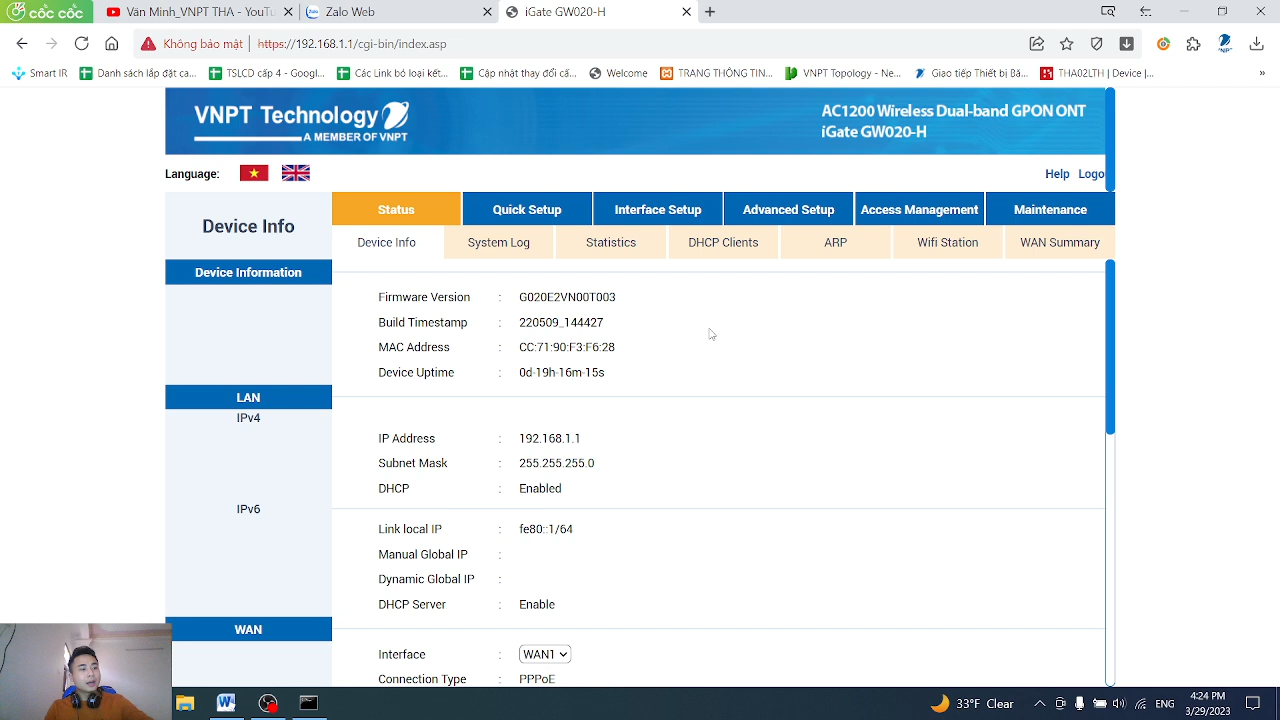 cốc cốc
VNPT TH - YouTu
Zalo Web
iGate GW020-H
Không bảo mật
https://192.168.1.1/cgi-bin/index.asp
Smart IR
Danh sách lắp đặt cá...
TSLCD cấp 4 - Googl...
Các Link lỗi loại kết...
Cập nhật thay đổi cấ...
Welcome
TRANG THÔNG TIN...
VNPT Topology - Ne...
Giao tiếp Thiết bị Bă...
THA02LTH | Device |...
»
VNPT Technology
A MEMBER OF VNPT
AC1200 Wireless Dual-band GPON ONT
iGate GW020-H
Language:
Help Logo
Device Info
Status Quick Setup Interface Setup Advanced Setup Access Management Maintenance
Device Info System Log Statistics DHCP Clients ARP Wifi Station WAN Summary
Device Information
Firmware Version : G020E2VN00T003
Build Timestamp : 220509_144427
MAC Address : CC:71:90:F3:F6:28
Device Uptime : 0d-19h-16m-15s
LAN
IPv4
IP Address : 192.168.1.1
Subnet Mask : 255.255.255.0
DHCP : Enabled
IPv6
Link local IP : fe80::1/64
Manual Global IP :
Dynamic Global IP :
DHCP Server : Enable
WAN
Interface : WAN1
Connection Type : PPPoE
33°F Clear
ENG
4:24 PM
3/29/2023